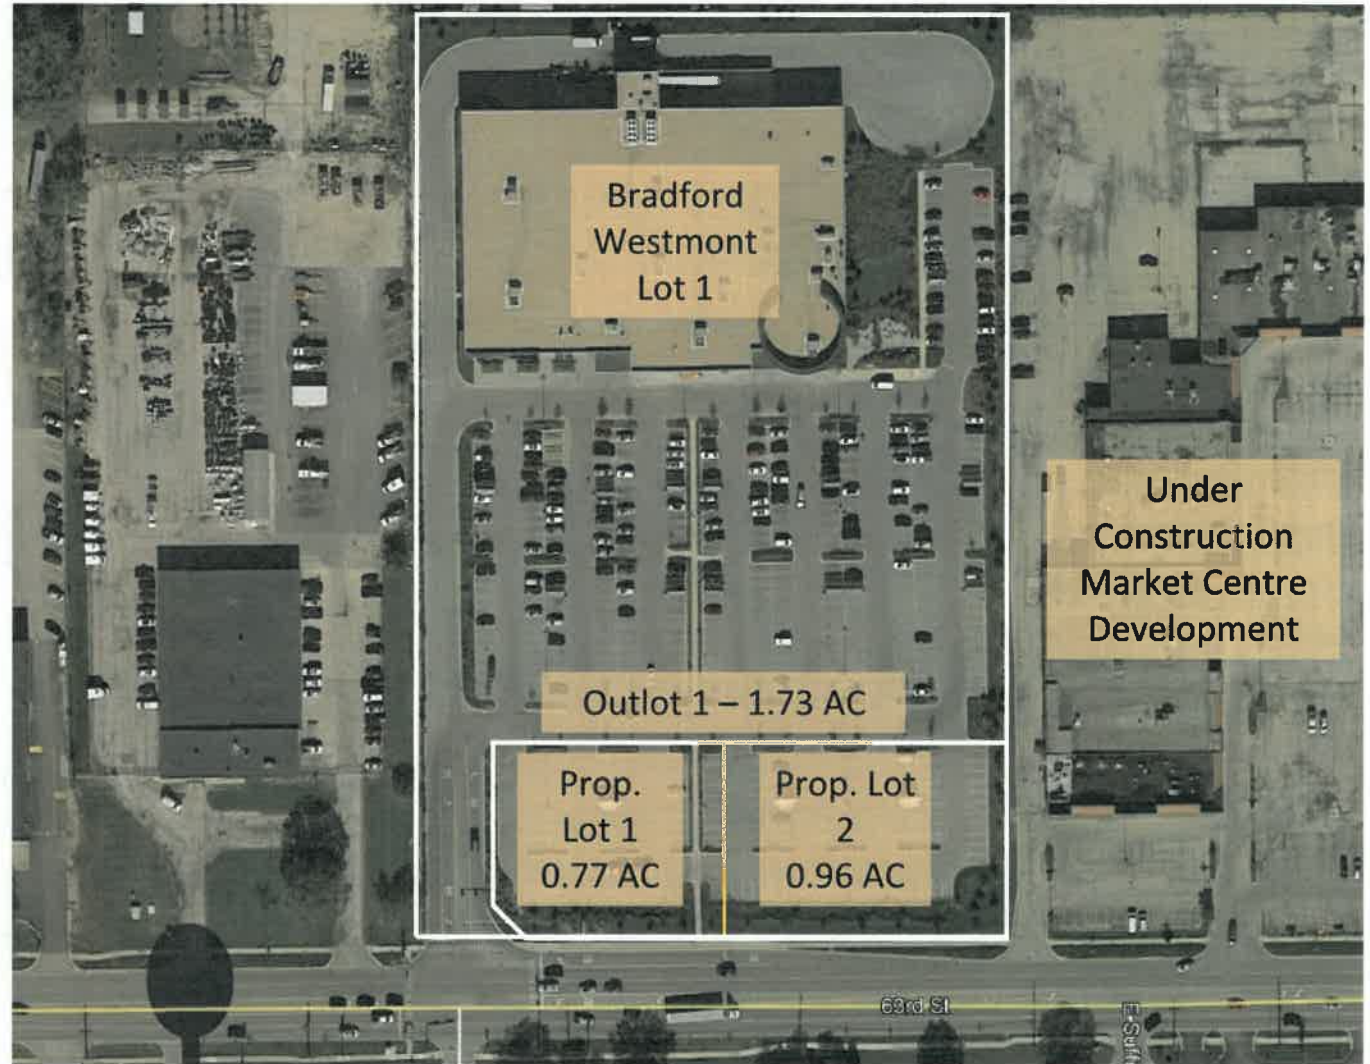 Bradford
Westmont
Lot 1
Under
Construction
Market Centre
Development
Outlot 1 – 1.73 AC
Prop.
Lot 1
0.77 AC
Prop. Lot
2
0.96 AC
63rd St